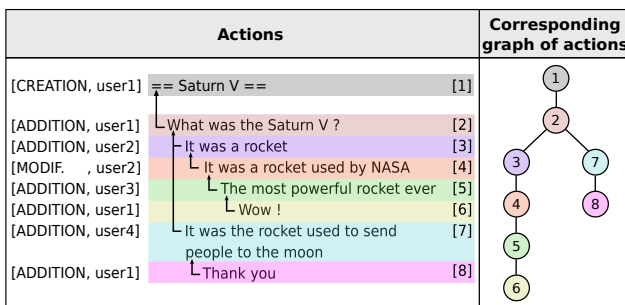 Actions
Corresponding
graph of actions
[CREATION, user1] == Saturn V == [1]
[ADDITION, user1] What was the Saturn V ? [2]
[ADDITION, user2] It was a rocket [3]
[MODIF. , user2] It was a rocket used by NASA [4]
[ADDITION, user3] The most powerful rocket ever [5]
[ADDITION, user1] Wow ! [6]
[ADDITION, user4] It was the rocket used to send [7]
people to the moon
[ADDITION, user1] Thank you [8]
1
2
3 7
4 8
5
6